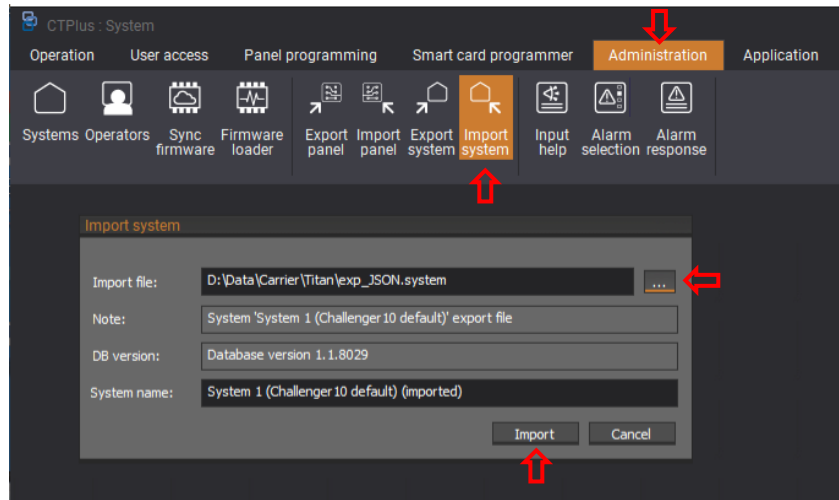 CTPlus : System
Operation User access Panel programming Smart card programmer Administration Application
Systems Operators Sync firmware Firmware loader Export panel Import panel Export system Import system Input help Alarm selection Alarm response
Import system
Import file: D:\Data\Carrier\Titan\exp_JSON.system ...
Note: System 'System 1 (Challenger10 default)' export file
DB version: Database version 1.1.8029
System name: System 1 (Challenger10 default) (imported)
Import Cancel